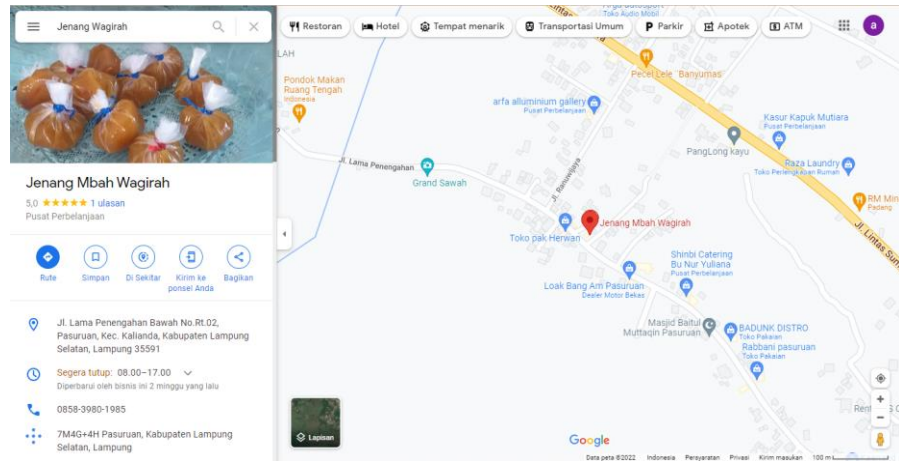 Jenang Wagirah
Jenang Mbah Wagirah
5,0 ★★★★★ 1 ulasan
Pusat Perbelanjaan
Rute
Simpan
Di Sekitar
Kirim ke
ponsel Anda
Bagikan
Jl. Lama Penengahan Bawah No.Rt.02,
Pasuruan, Kec. Kalianda, Kabupaten Lampung
Selatan, Lampung 35591
Segera tutup: 08.00–17.00
Diperbarui oleh bisnis ini 2 minggu yang lalu
0858-3980-1985
7M4G+4H Pasuruan, Kabupaten Lampung
Selatan, Lampung
Restoran
Hotel
Tempat menarik
Transportasi Umum
P Parkir
Apotek
ATM
a
Toko Audio Mobil
LAH
Pondok Makan
Ruang Tengah
Indonesia
Pecel Lele "Banyumas"
arfa alluminium gallery
Pusat Perbelanjaan
Kasur Kapuk Mutiara
Pusat Perbelanjaan
PangLong kayu
Raza Laundry
Toko Perlengkapan Rumah
Jl. Lama Penengahan
Grand Sawah
Jl. Ranuwijaya
RM Min
Padang
Jl. Lintas Sum
Jenang Mbah Wagirah
Toko pak Herwan
Shinbi Catering
Bu Nur Yuliana
Pusat Perbelanjaan
Loak Bang Arri Pasuruan
Dealer Motor Bekas
Masjid Baitul
Muttaqin Pasuruan
BADUNK DISTRO
Toko Pakaian
Rabbani pasuruan
Toko Pakaian
Lapisan
Google
Data peta ©2022
Indonesia
Persyaratan
Privasi
Kirim masukan
100 m